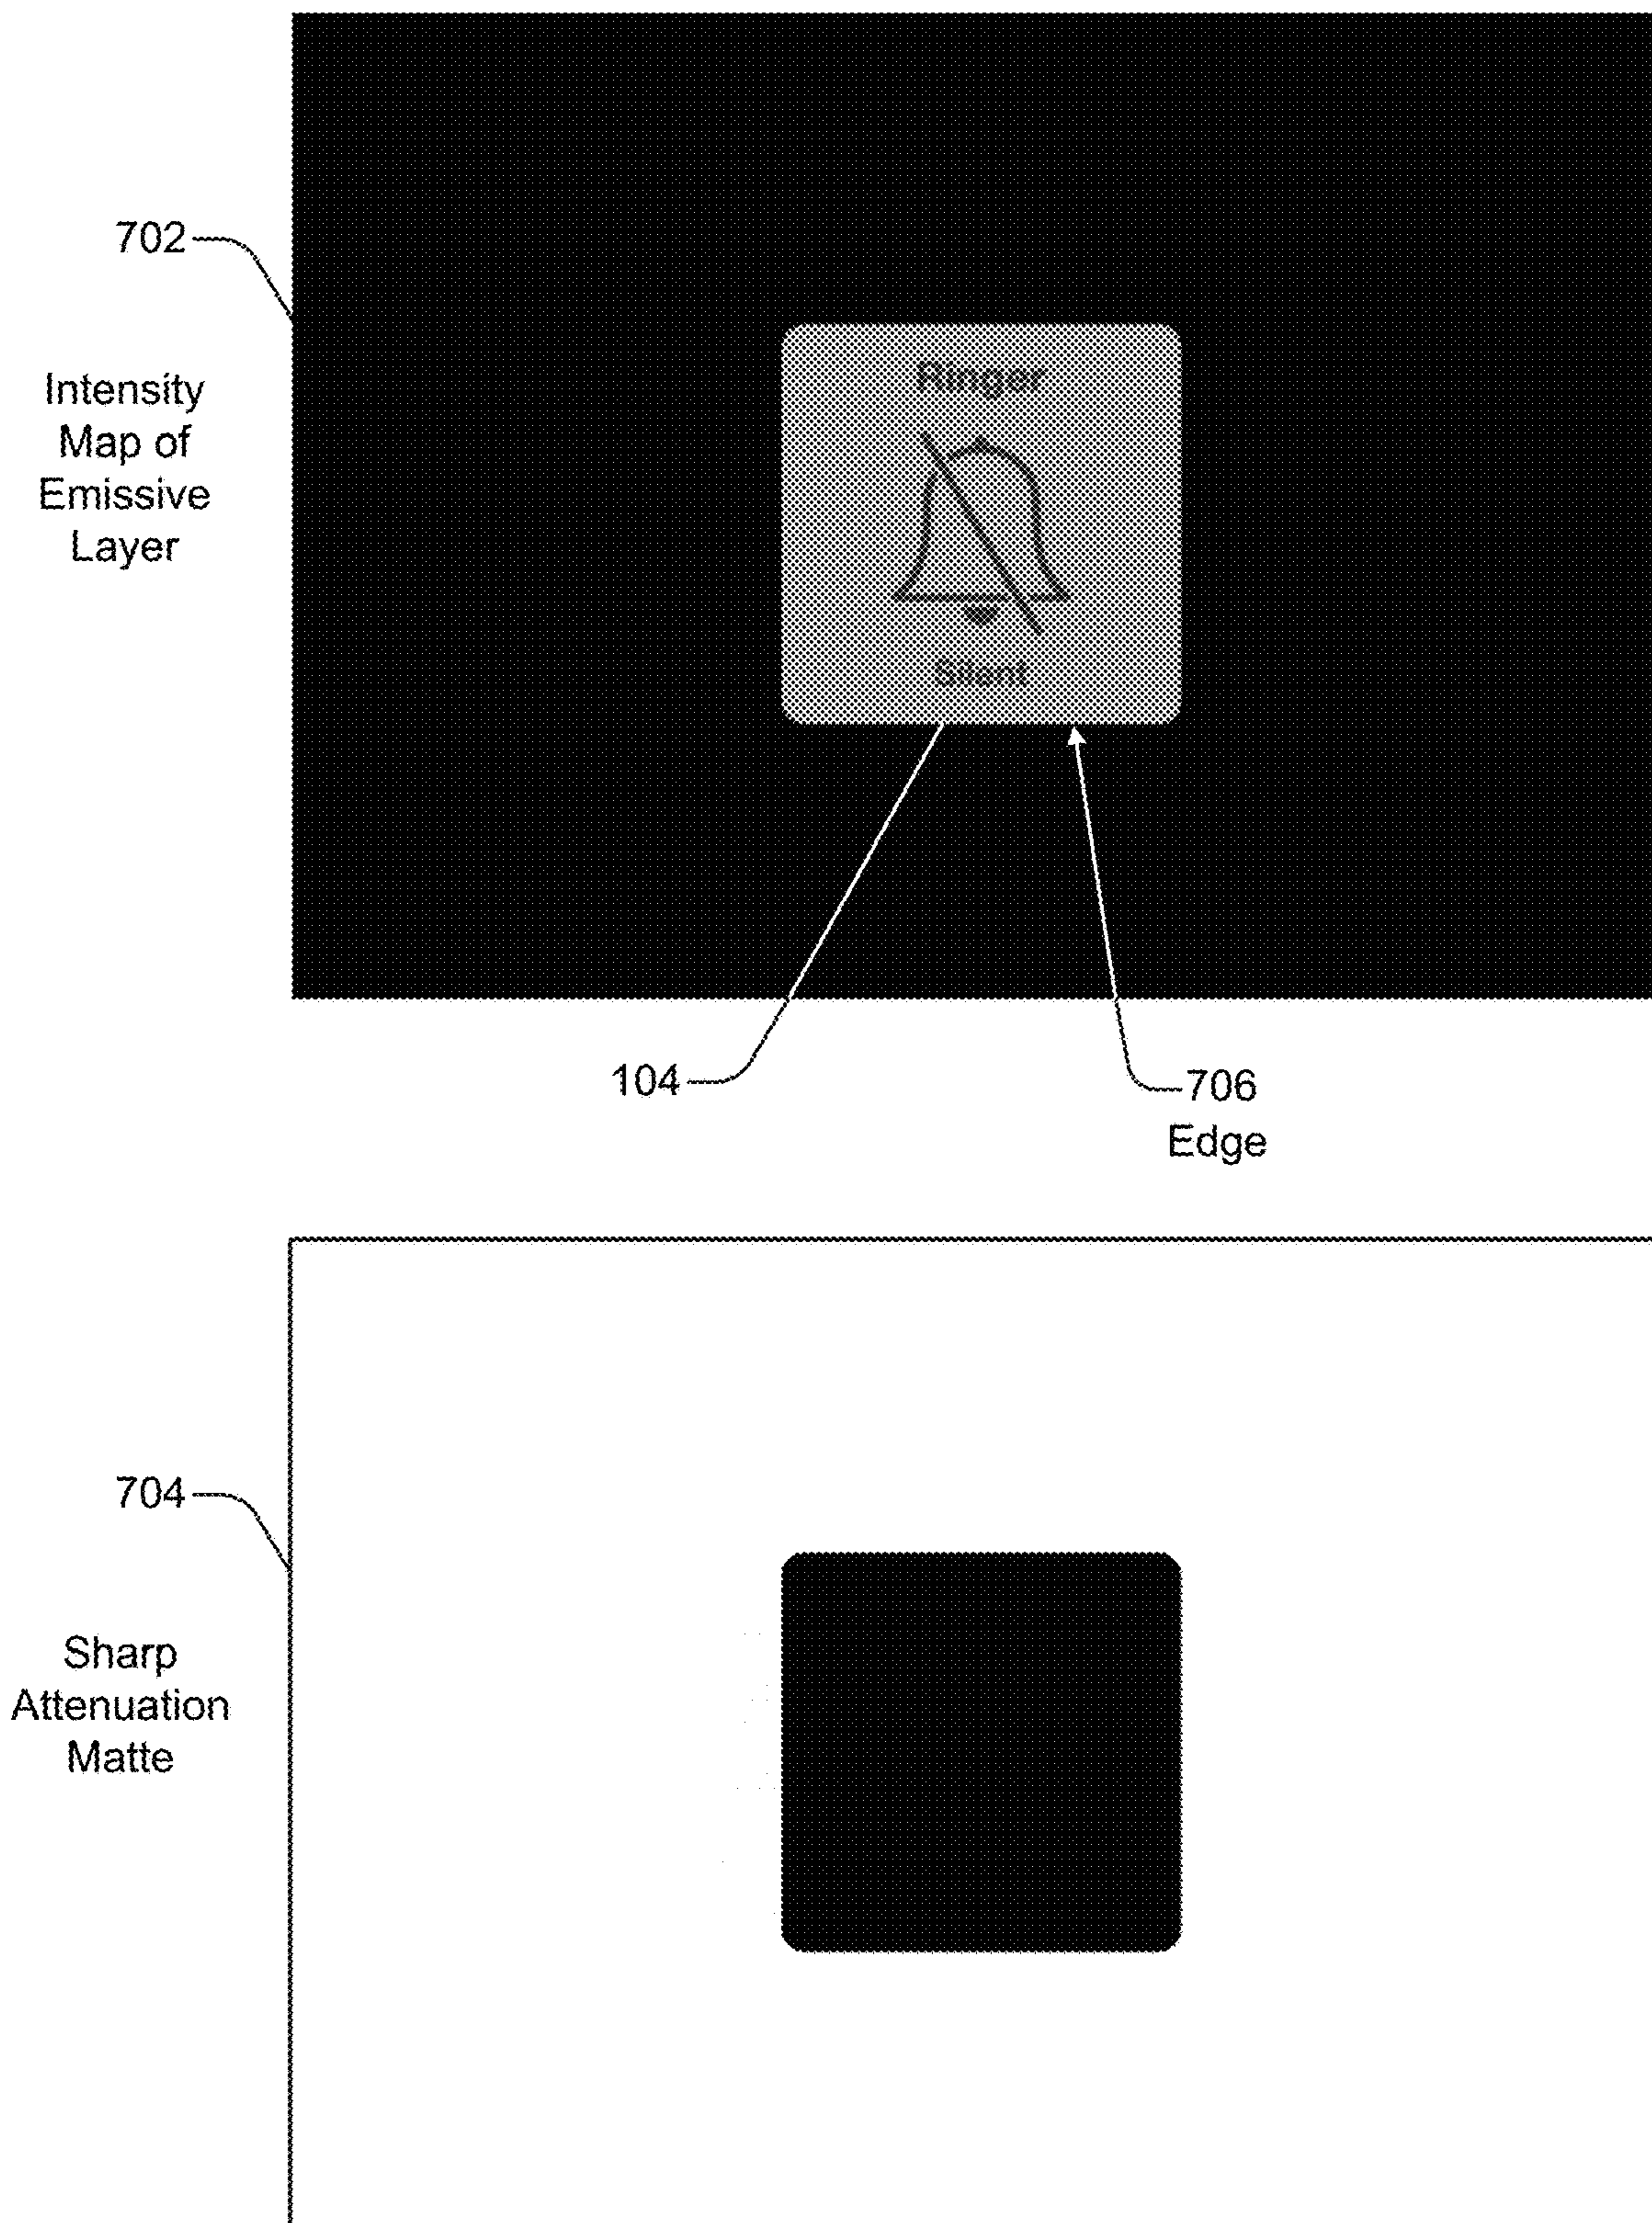 702
Intensity
Map of
Emissive
Layer
Ringer
Silent
104
706
Edge
704
Sharp
Attenuation
Matte